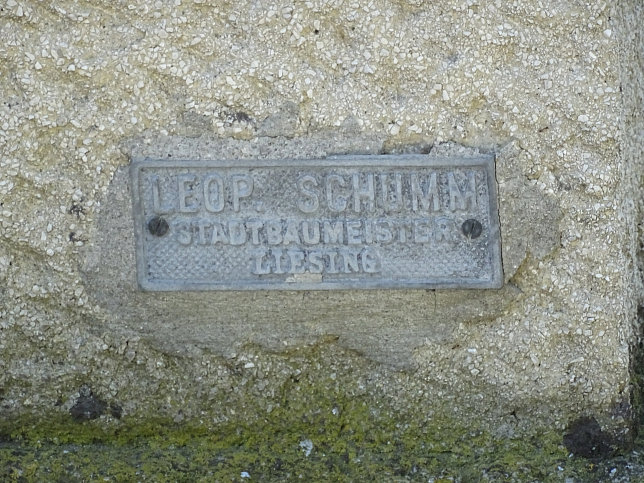 LEOP. SCHUMM
STADTBAUMEISTER
LIESING